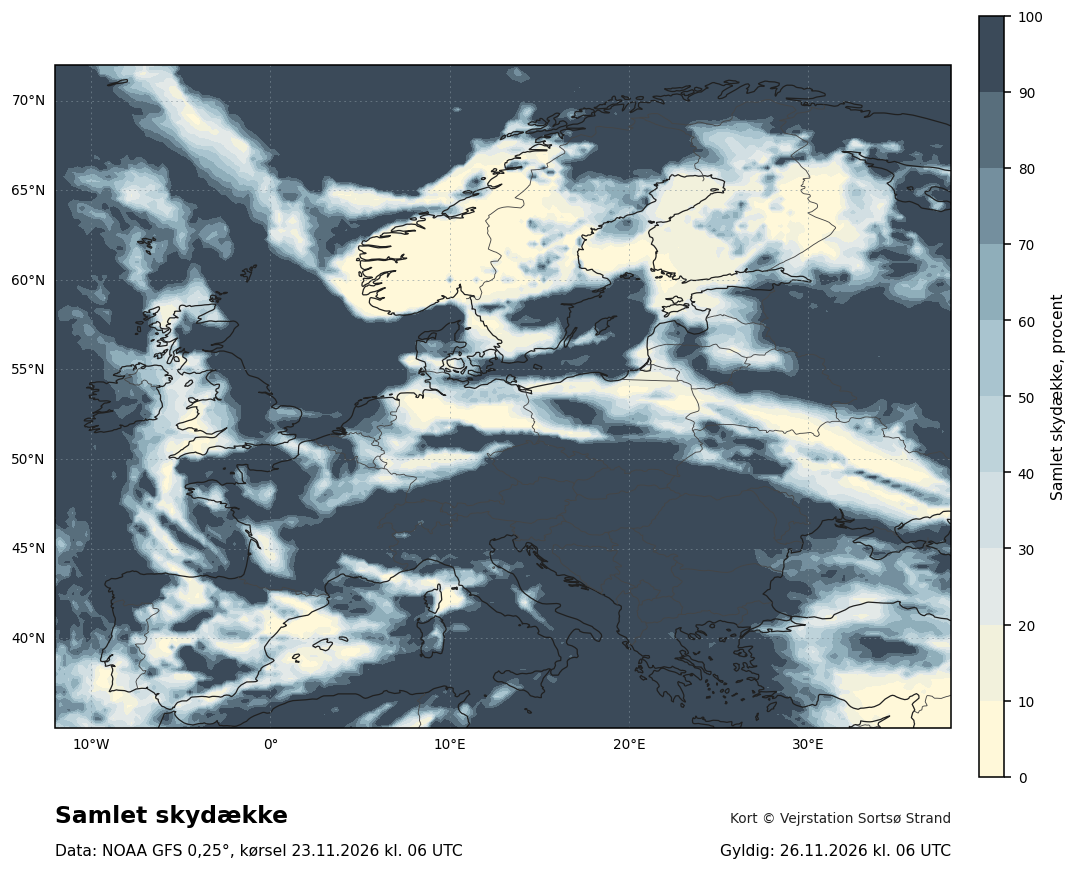 100
90
80
70
60
50
40
30
20
10
0
Samlet skydække, procent
70°N
65°N
60°N
55°N
50°N
45°N
40°N
10°W
0°
10°E
20°E
30°E
Samlet skydække
Kort © Vejrstation Sortsø Strand
Data: NOAA GFS 0,25°, kørsel 23.11.2026 kl. 06 UTC
Gyldig: 26.11.2026 kl. 06 UTC